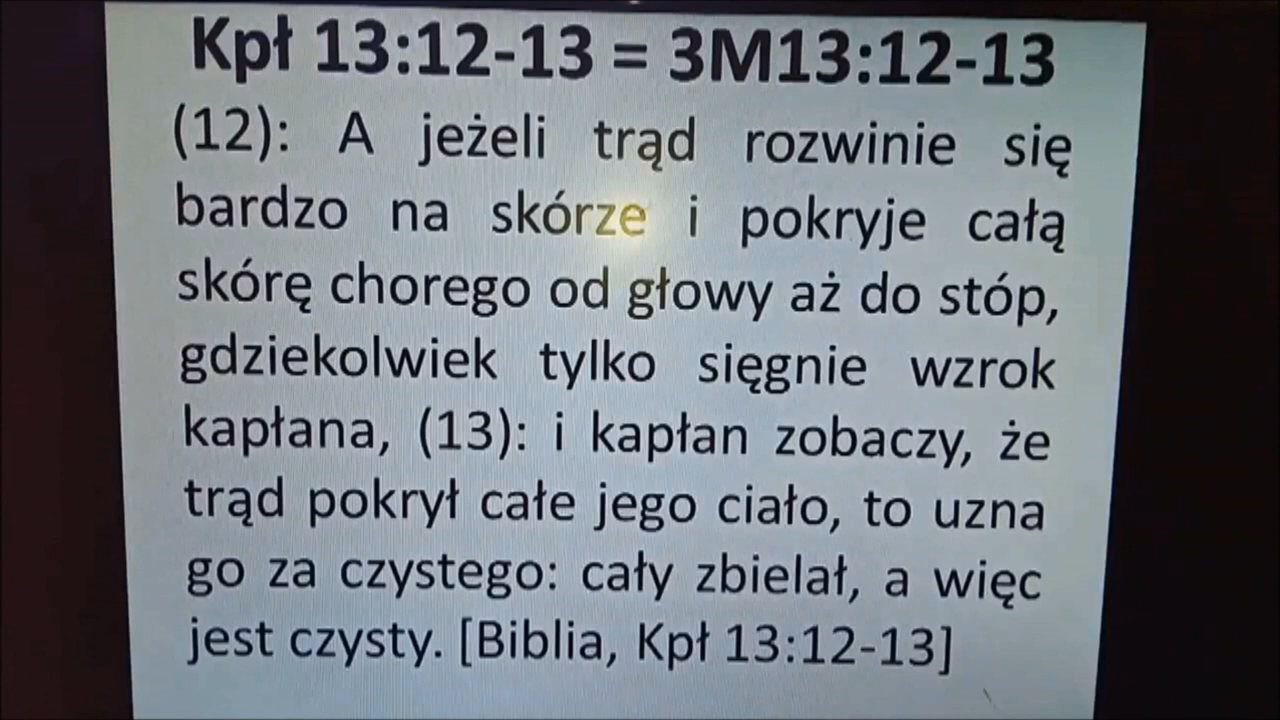 Kpł 13:12-13 = 3M13:12-13
(12): A jeżeli trąd rozwinie się
bardzo na skórze i pokryje całą
skórę chorego od głowy aż do stóp,
gdziekolwiek tylko sięgnie wzrok
kapłana, (13): i kapłan zobaczy, że
trąd pokrył całe jego ciało, to uzna
go za czystego: cały zbielał, a więc
jest czysty. [Biblia, Kpł 13:12-13]